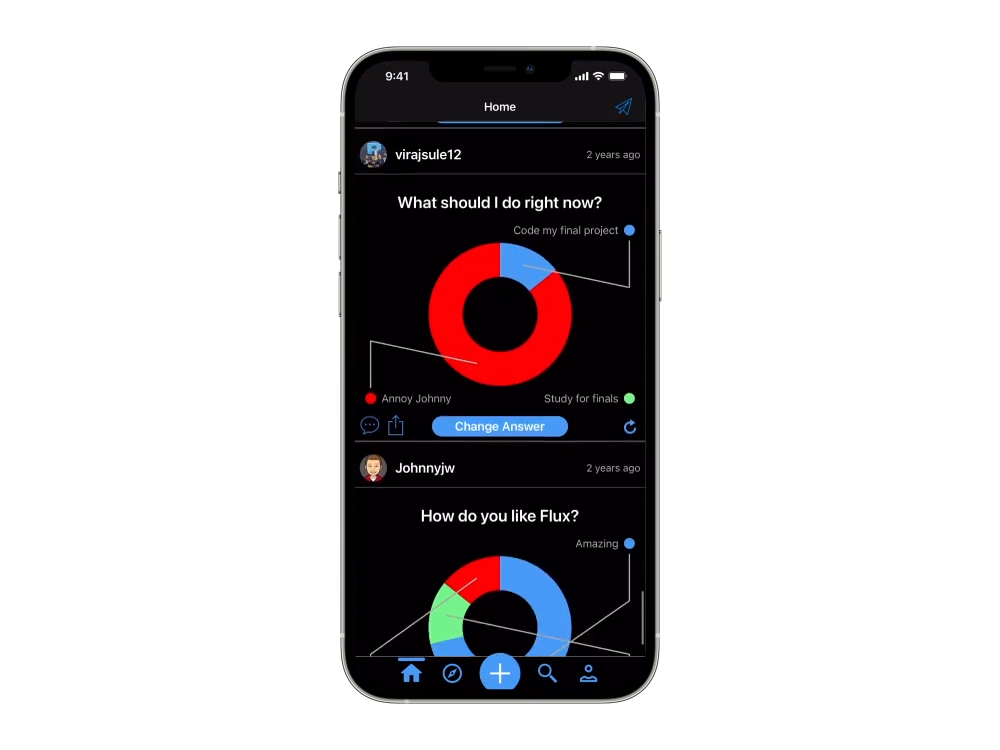 9:41
Home
virajsule12
2 years ago
What should I do right now?
Code my final project
Annoy Johnny
Study for finals
Change Answer
Johnnyjw
2 years ago
How do you like Flux?
Amazing